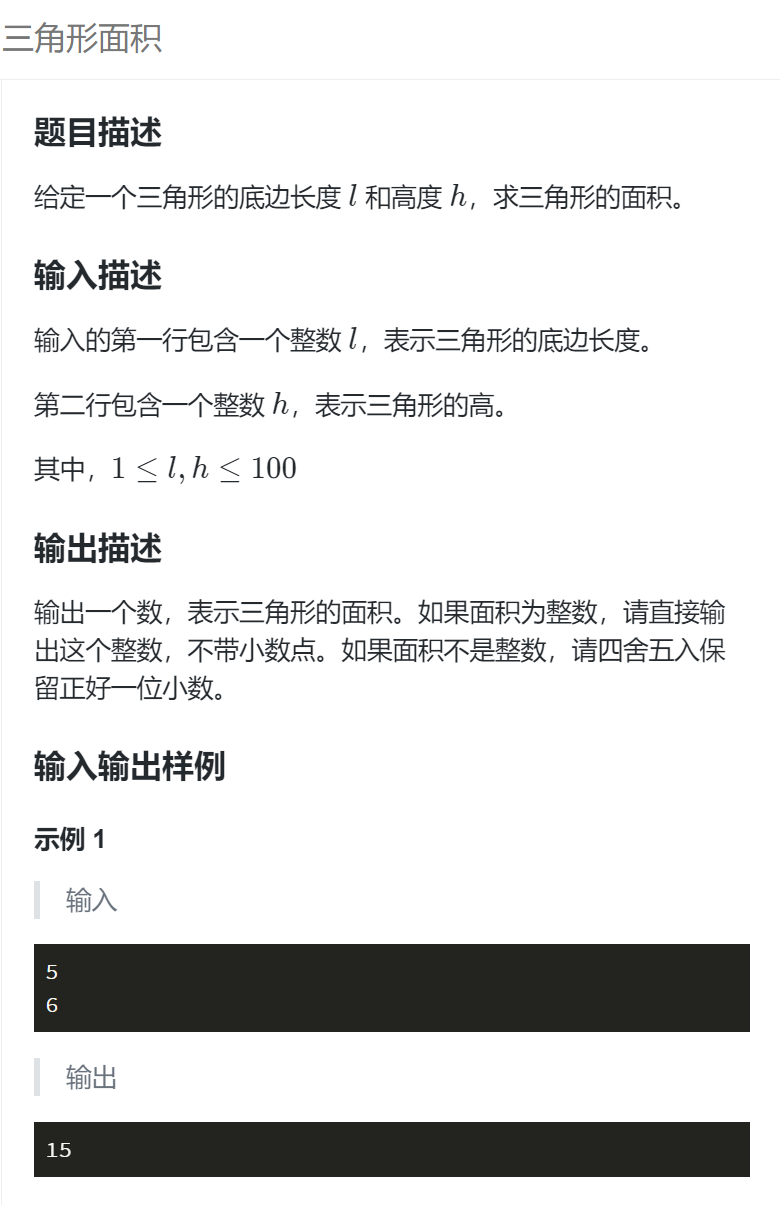 三角形面积
题目描述
给定一个三角形的底边长度 l 和高度 h，求三角形的面积。
输入描述
输入的第一行包含一个整数 l，表示三角形的底边长度。
第二行包含一个整数 h，表示三角形的高。
其中，1 ≤ l, h ≤ 100
输出描述
输出一个数，表示三角形的面积。如果面积为整数，请直接输
出这个整数，不带小数点。如果面积不是整数，请四舍五入保
留正好一位小数。
输入输出样例
示例 1
输入
5
6
输出
15